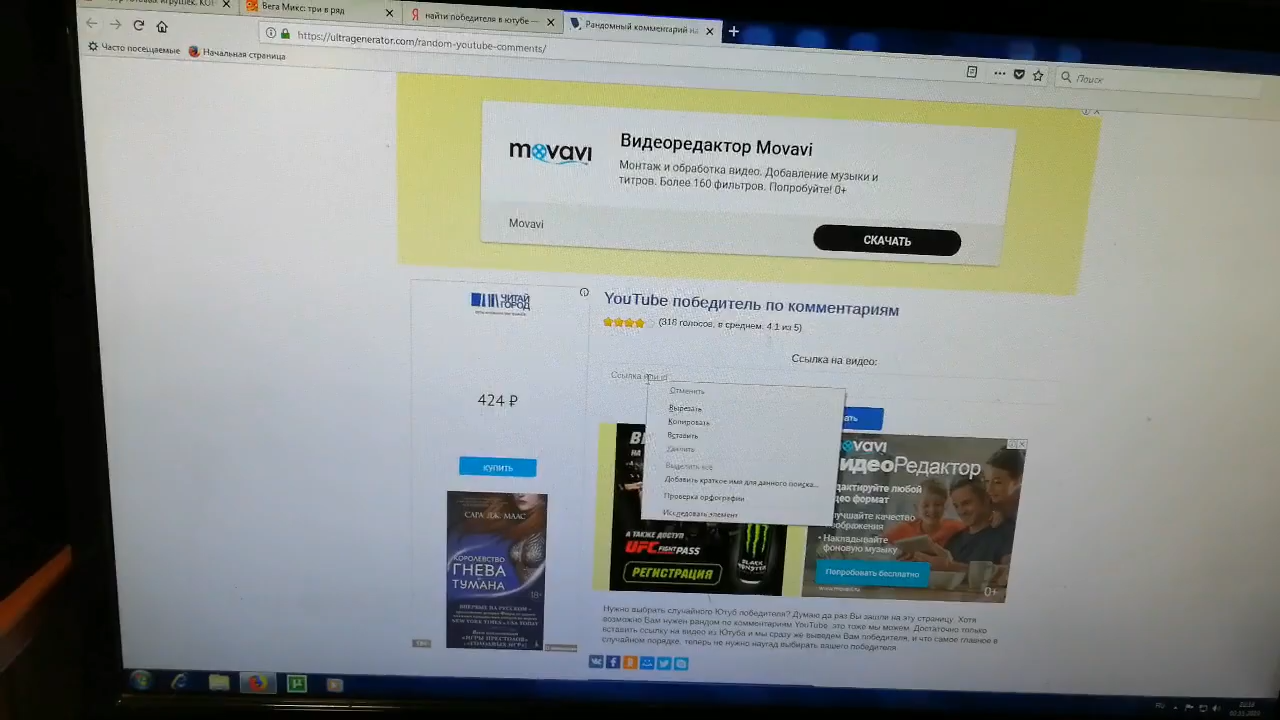 Вега Микс: три в ряд
найти победителя в ютубе —
Рандомный комментарий на
https://ultragenerator.com/random-youtube-comments/
Поиск
Часто посещаемые
Начальная страница
movavi
Видеоредактор Movavi
Монтаж и обработка видео. Добавление музыки и
титров. Более 160 фильтров. Попробуйте! 0+
Movavi
СКАЧАТЬ
ЧИТАЙ
ГОРОД
424 ₽
купить
САРА ДЖ. МААС
КОРОЛЕВСТВО
ГНЕВА
ТУМАНА
18+
YouTube победитель по комментариям
(318 голосов, в среднем: 4.1 из 5)
Ссылка на видео:
Ссылка
Отменить
Вырезать
Копировать
Вставить
Удалить
Выделить все
Добавить краткое имя для данного поиска...
Проверка орфографии
Исследовать элемент
А ТАКЖЕ ДОСТУП
UFC FIGHT PASS
РЕГИСТРАЦИЯ
BLACK
MONSTER
ВидеоРедактор
Попробовать бесплатно
0+
Нужно выбрать случайного Ютуб победителя? Думаю да раз Вы зашли на эту страницу. Хотя
возможно Вам нужен рандом по комментариям YouTube, это тоже мы можем. Достаточно только
вставить ссылку на видео из Ютуба и мы сразу же выведем Вам победителя, и что самое главное в
случайном порядке, теперь не нужно наугад выбирать вашего победителя